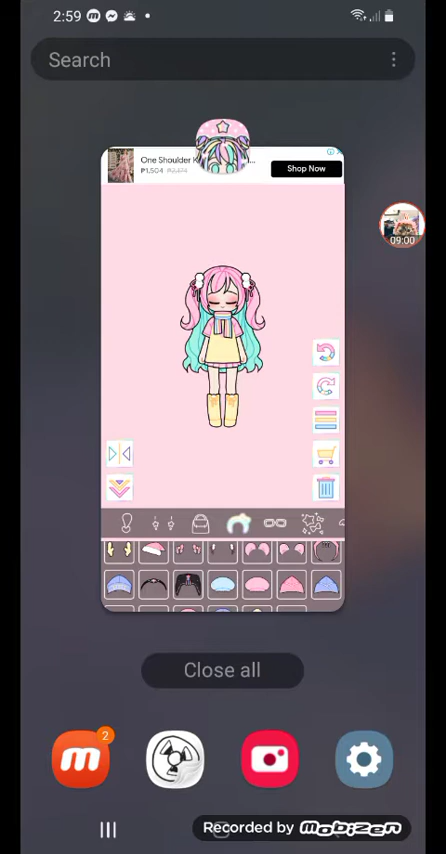 2:59
Search
One Shoulder
₱1,504
Shop Now
09:00
Close all
2
Recorded by mobizen